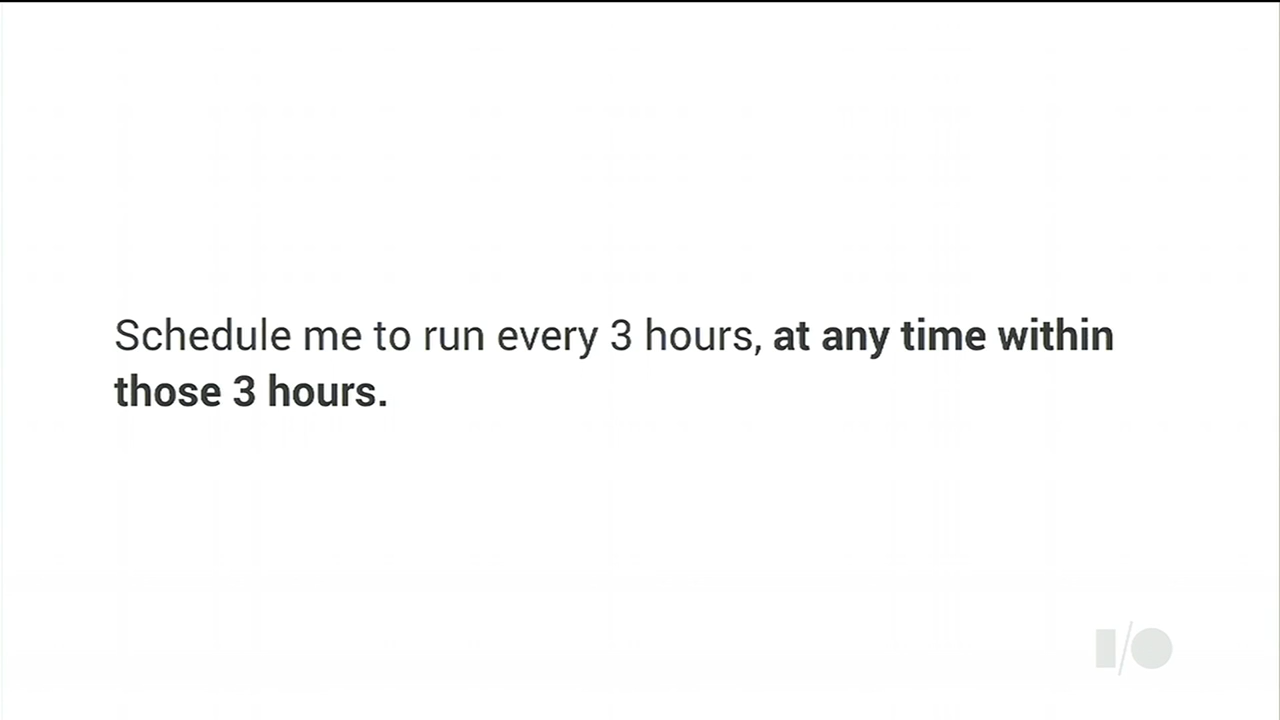 Schedule me to run every 3 hours, at any time within
those 3 hours.
I/O